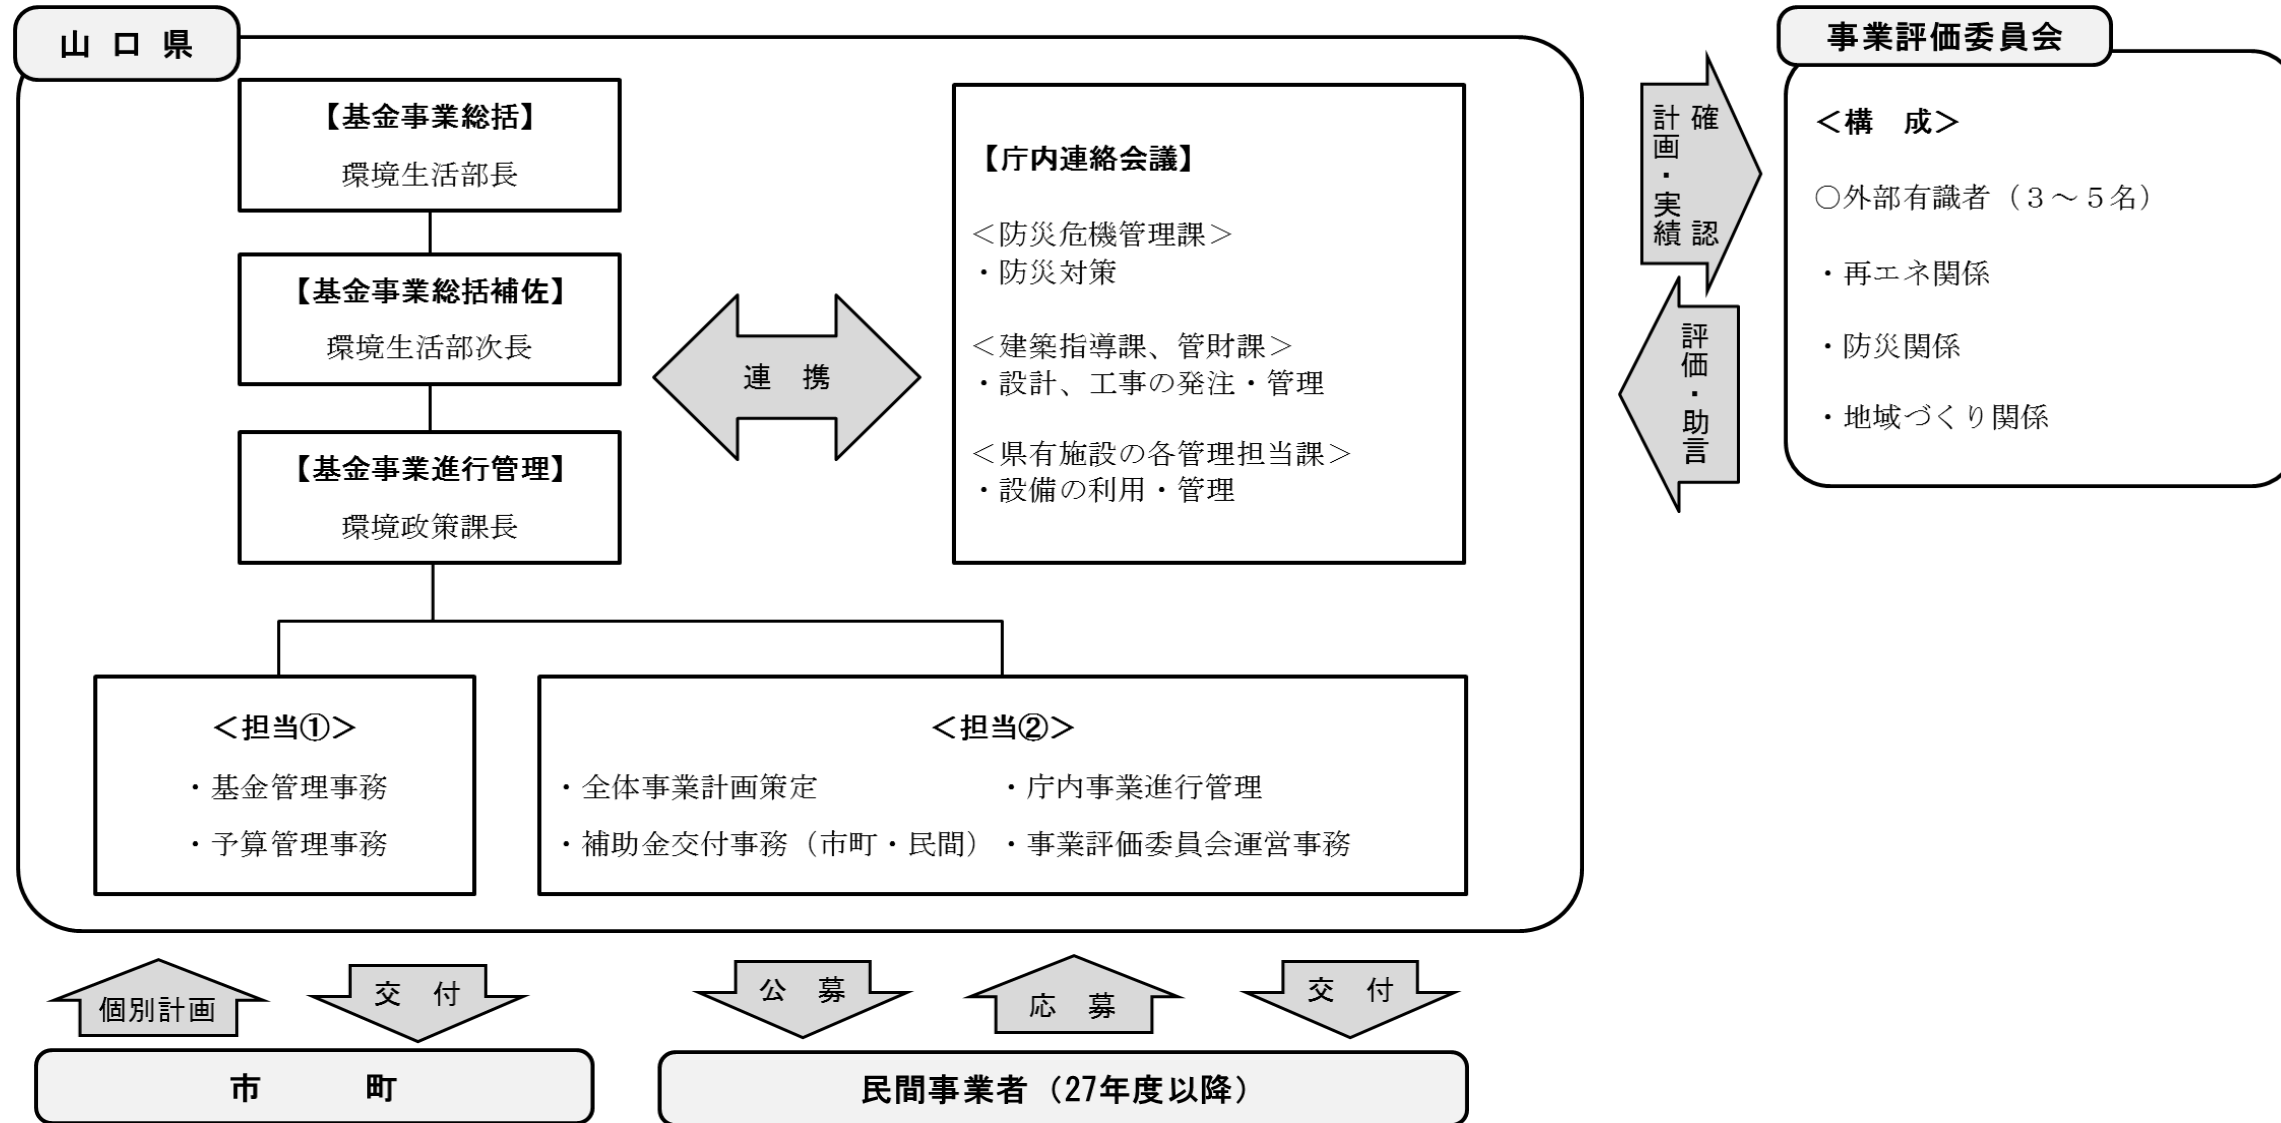 山 口 県
【基金事業総括】
環境生活部長
【基金事業総括補佐】
環境生活部次長
【基金事業進行管理】
環境政策課長
連 携
【庁内連絡会議】
＜防災危機管理課＞
・防災対策
＜建築指導課、管財課＞
・設計、工事の発注・管理
＜県有施設の各管理担当課＞
・設備の利用・管理
＜担当①＞
・基金管理事務
・予算管理事務
＜担当②＞
・全体事業計画策定
・庁内事業進行管理
・補助金交付事務（市町・民間）
・事業評価委員会運営事務
計画・実績
確 認
評価・助言
事業評価委員会
＜構 成＞
○外部有識者（３～５名）
・再エネ関係
・防災関係
・地域づくり関係
個別計画
交 付
公 募
応 募
交 付
市 町
民間事業者（27年度以降）